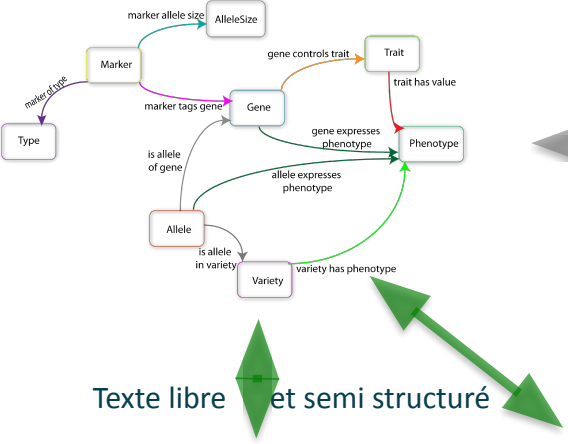 marker allele size
AlleleSize
gene controls trait
Trait
Marker
marker of type
trait has value
marker tags gene
Gene
gene expresses
phenotype
Phenotype
Type
is allele
of gene
allele expresses
phenotype
Allele
is allele
in variety
variety has phenotype
Variety
Texte libre et semi structuré